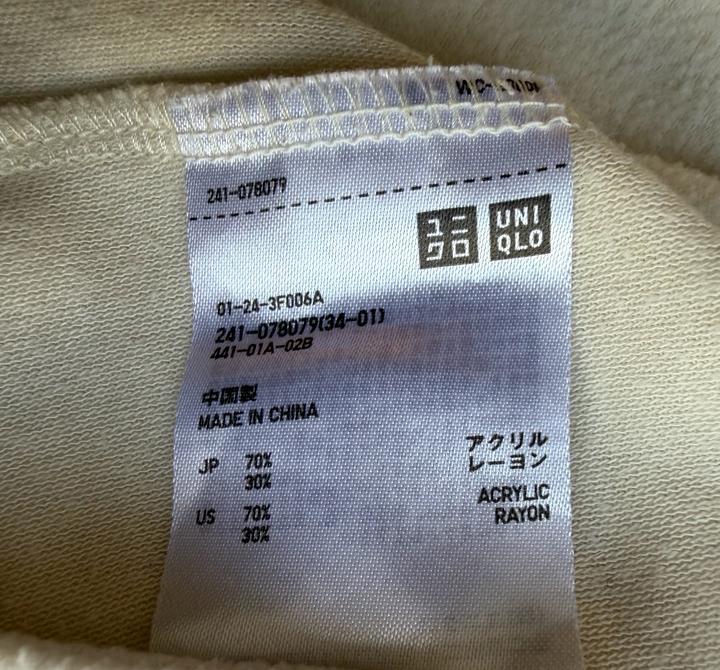 241-078079
ユニ
クロ
UNI
QLO
01-24-3F006A
241-078079(34-01)
441-01A-02B
中国製
MADE IN CHINA
JP 70% アクリル
30% レーヨン
US 70% ACRYLIC
30% RAYON